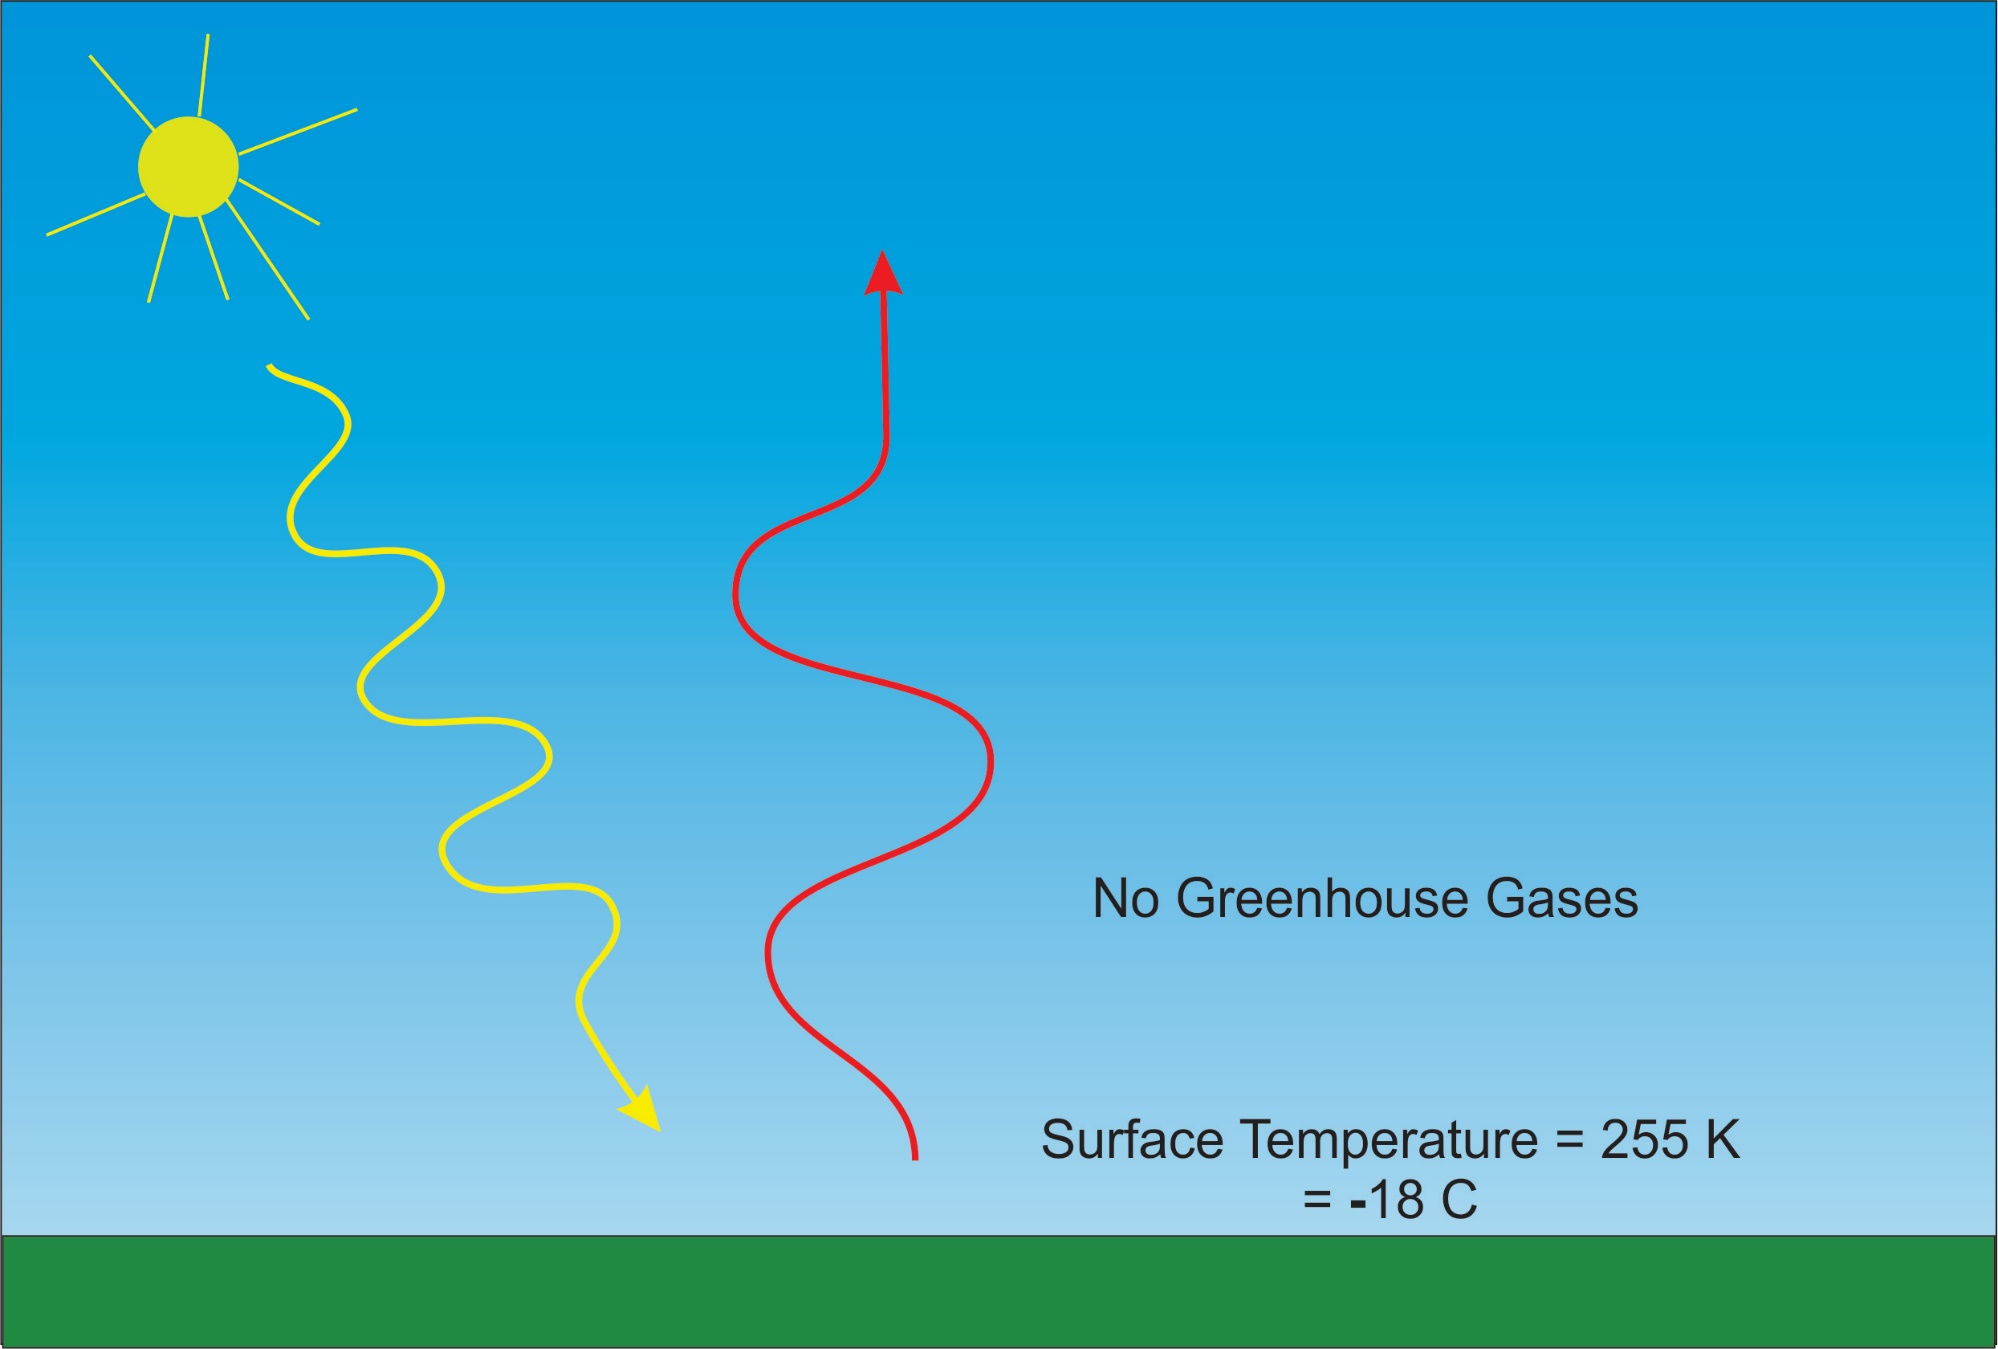 No Greenhouse Gases
Surface Temperature = 255 K
= -18 C